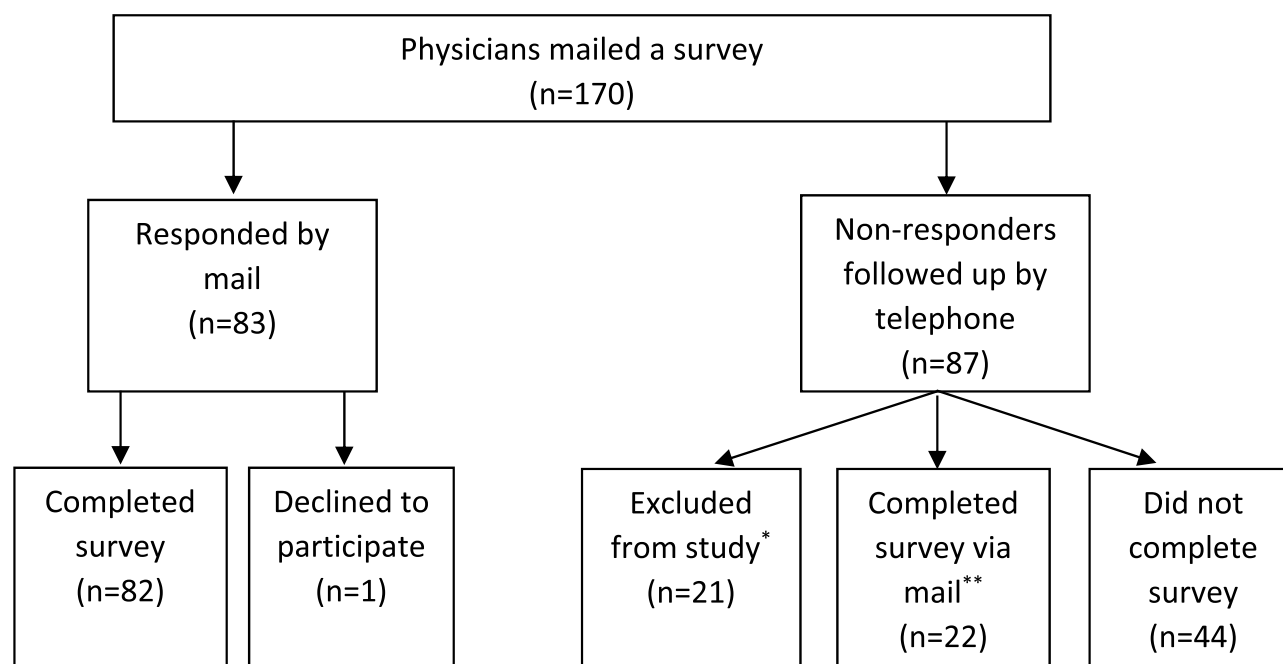 Physicians mailed a survey
(n=170)
Responded by
mail
(n=83)
Non-responders
followed up by
telephone
(n=87)
Completed
survey
(n=82)
Declined to
participate
(n=1)
Excluded
from study*
(n=21)
Completed
survey via
mail**
(n=22)
Did not
complete
survey
(n=44)